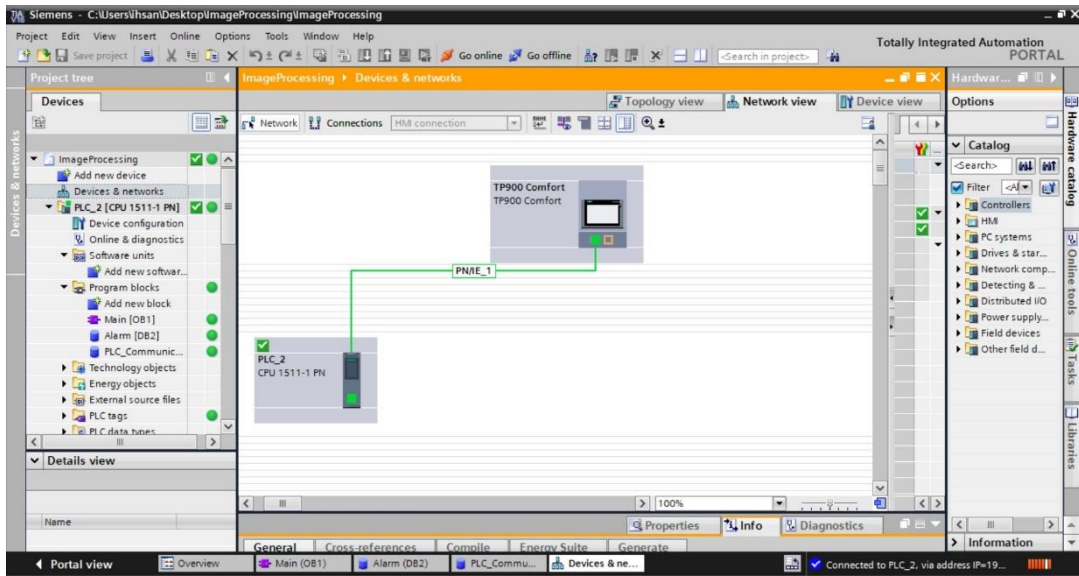 Siemens - C:\Users\ihsan\Desktop\ImageProcessing\ImageProcessing
Project Edit View Insert Online Options Tools Window Help
Save project Go online Go offline <Search in project>
Totally Integrated Automation
PORTAL
Project tree
ImageProcessing Devices & networks
Hardwar...
Devices
Topology view Network view Device view
Options
Network Connections HMI connection
Devices & networks
ImageProcessing
Add new device
Devices & networks
PLC_2 [CPU 1511-1 PN]
Device configuration
Online & diagnostics
Software units
Add new softwar...
Program blocks
Add new block
Main [OB1]
Alarm [DB2]
PLC_Communic...
Technology objects
Energy objects
External source files
PLC tags
PLC data types
Details view
Name
TP900 Comfort
TP900 Comfort
PN/IE_1
PLC_2
CPU 1511-1 PN
100%
Properties Info Diagnostics
General Cross-references Compile Energy Suite Generate
Catalog
<Search>
Filter <Al
Controllers
HMI
PC systems
Drives & star...
Network comp...
Detecting & ...
Distributed I/O
Power supply...
Field devices
Other field d...
Information
Hardware catalog
Online tools
Tasks
Libraries
Portal view Overview Main (OB1) Alarm (DB2) PLC_Commu... Devices & ne...
Connected to PLC_2, via address IP=19...